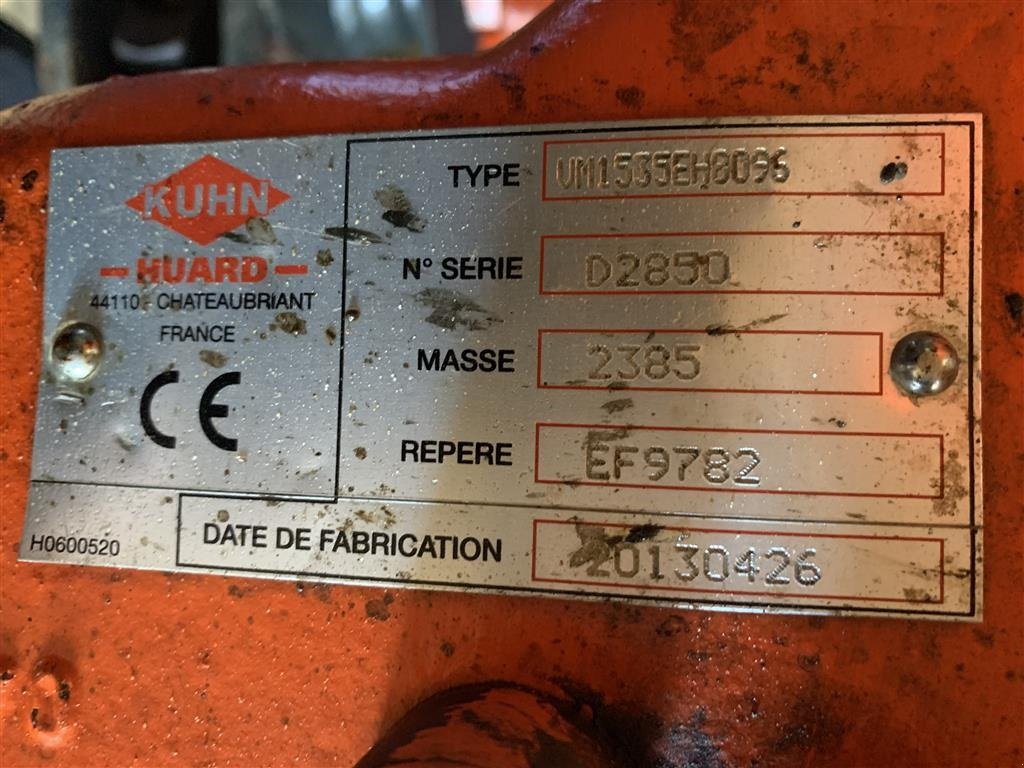 KUHN
HUARD
44110 - CHATEAUBRIANT
FRANCE
CE
H0600520
TYPE VM1535EH8096
N° SERIE D2850
MASSE 2385
REPERE EF9782
DATE DE FABRICATION 20130426